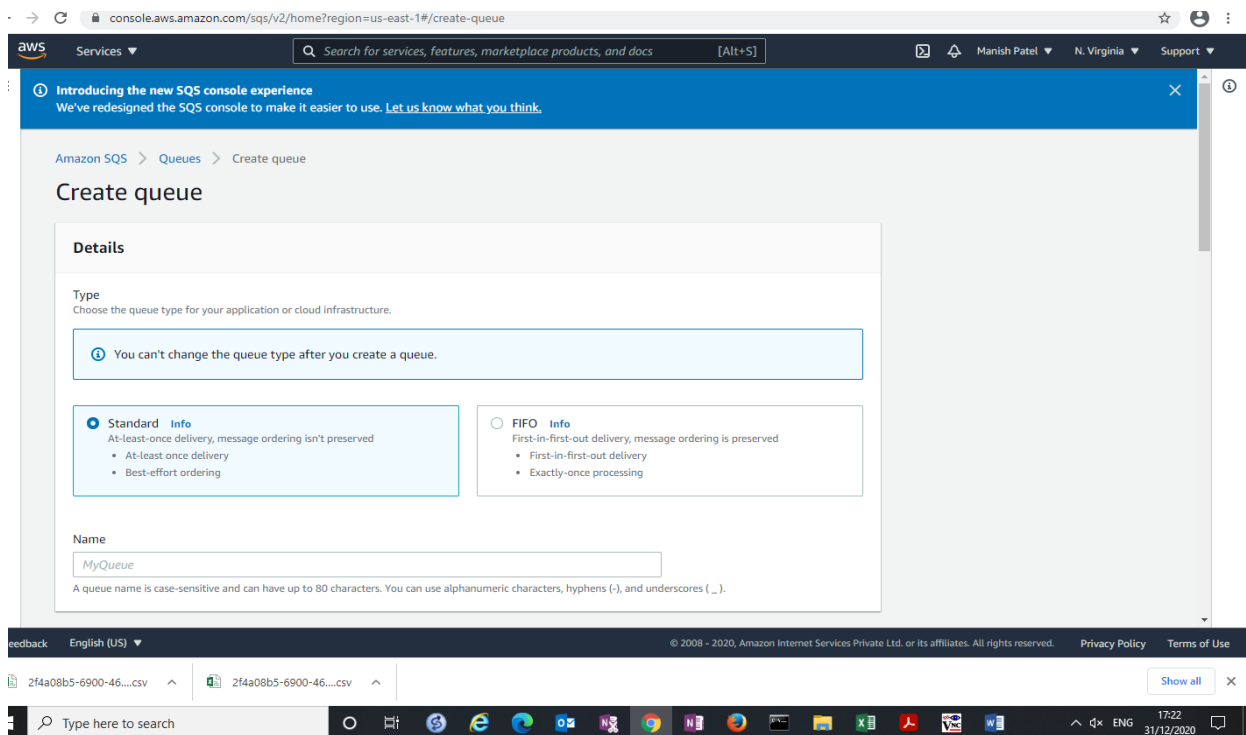 console.aws.amazon.com/sqs/v2/home?region=us-east-1#/create-queue
aws Services ▼ Search for services, features, marketplace products, and docs [Alt+S] Manish Patel ▼ N. Virginia ▼ Support ▼
Introducing the new SQS console experience
We've redesigned the SQS console to make it easier to use. Let us know what you think.
Amazon SQS > Queues > Create queue
Create queue
Details
Type
Choose the queue type for your application or cloud infrastructure.
You can't change the queue type after you create a queue.
Standard Info
At-least-once delivery, message ordering isn't preserved
• At-least once delivery
• Best-effort ordering
FIFO Info
First-in-first-out delivery, message ordering is preserved
• First-in-first-out delivery
• Exactly-once processing
Name
MyQueue
A queue name is case-sensitive and can have up to 80 characters. You can use alphanumeric characters, hyphens (-), and underscores ( _ ).
eedback English (US) ▼ © 2008 - 2020, Amazon Internet Services Private Ltd. or its affiliates. All rights reserved. Privacy Policy Terms of Use
2f4a08b5-6900-46....csv 2f4a08b5-6900-46....csv Show all
Type here to search ENG 17:22
31/12/2020